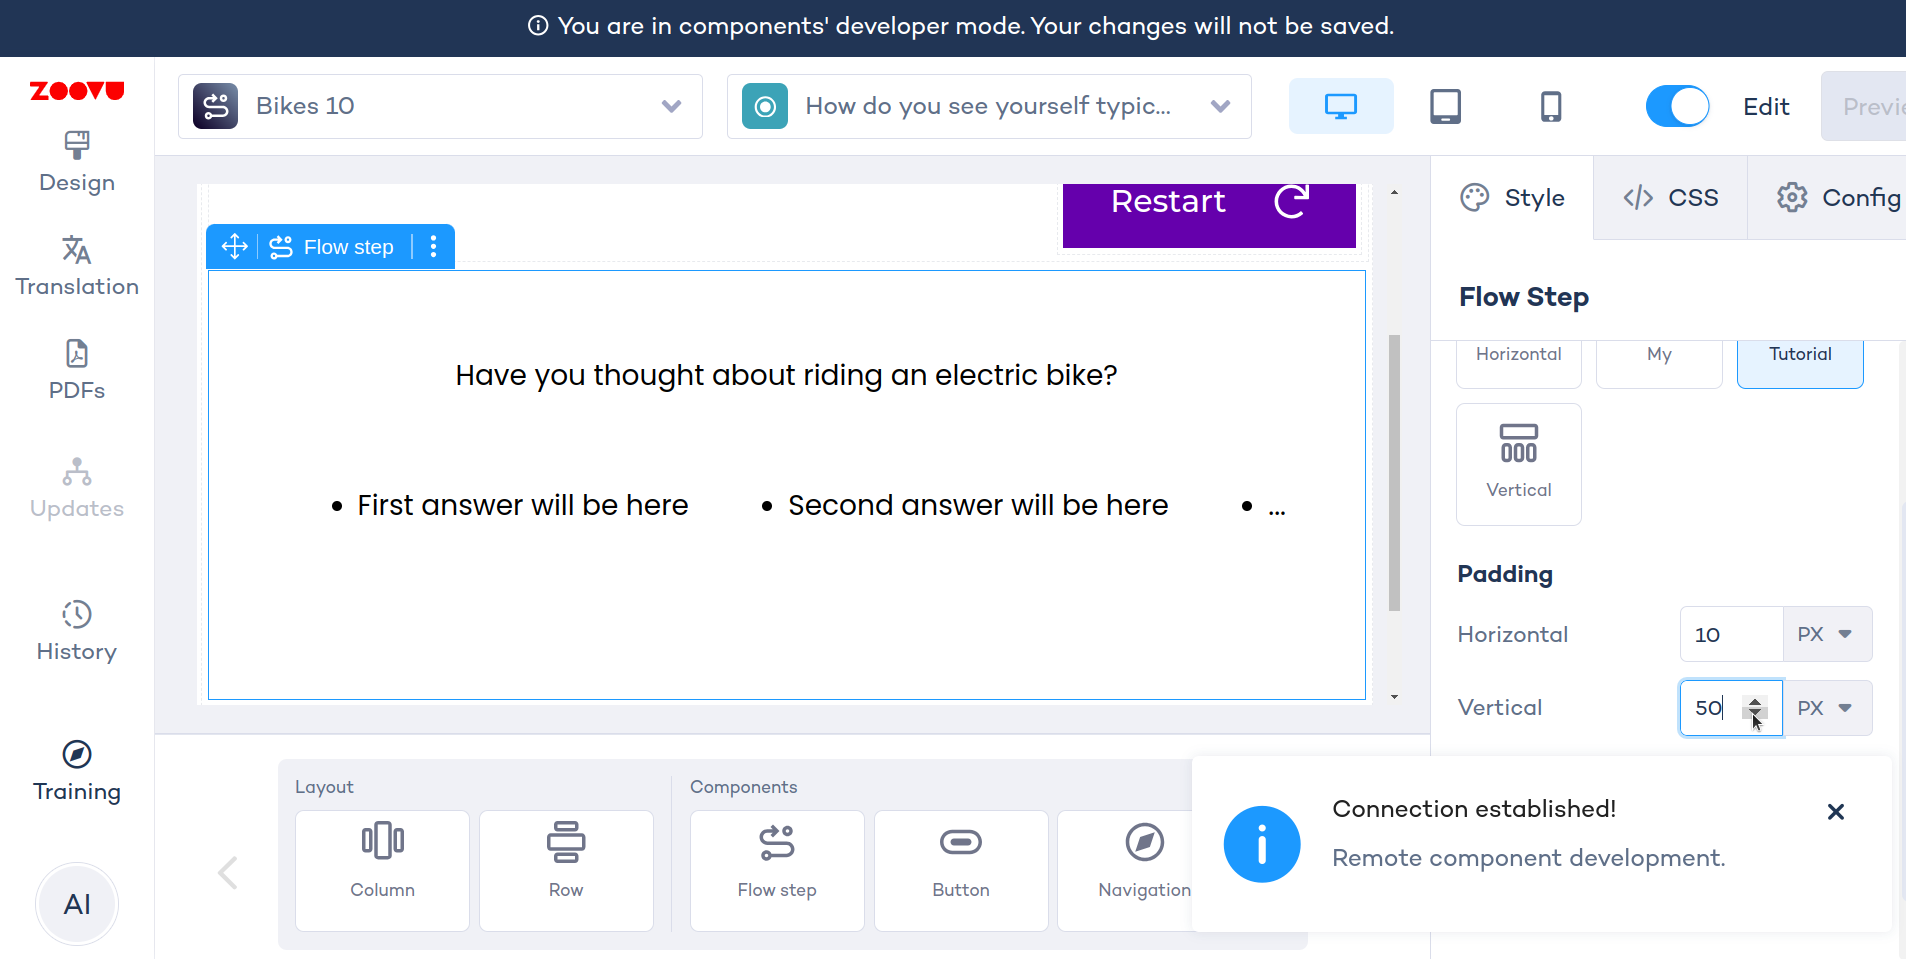 You are in components' developer mode. Your changes will not be saved.
zoovu
Bikes 10
How do you see yourself typic...
Edit
Previe
Design
Translation
PDFs
Updates
History
Training
AI
Restart
Flow step
Have you thought about riding an electric bike?
• First answer will be here
• Second answer will be here
• ...
Style
CSS
Config
Flow Step
Horizontal
My
Tutorial
Vertical
Padding
Horizontal
10
PX
Vertical
50
PX
Layout
Column
Row
Components
Flow step
Button
Navigation
Connection established!
Remote component development.